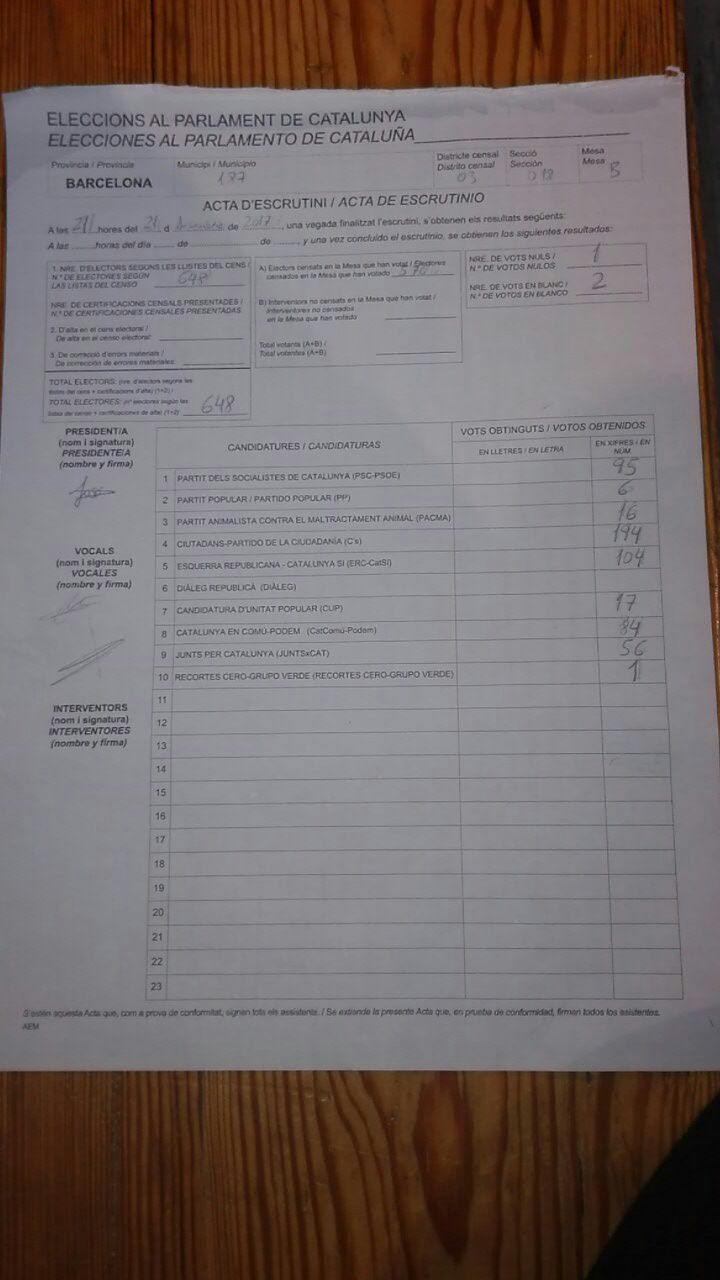 ELECCIONS AL PARLAMENT DE CATALUNYA
ELECCIONES AL PARLAMENTO DE CATALUÑA
Provincia / Provincia
BARCELONA
Municipi / Municipio
187
Districte censal
Distrito censal
03
Secció
Sección
018
Mesa
Mesa
B
ACTA D'ESCRUTINI / ACTA DE ESCRUTINIO
A les 21 hores del 21 d desembre de 2017, una vegada finalitzat l'escrutini, s'obtenen els resultats següents:
A las ........ horas del día ....... de .................... de ........, y una vez concluido el escrutinio, se obtienen los siguientes resultados:
1. NRE. D'ELECTORS SEGONS LES LLISTES DEL CENS /
N.º DE ELECTORES SEGÚN
LAS LISTAS DEL CENSO 648
NRE. DE CERTIFICACIONS CENSALS PRESENTADES /
N.º DE CERTIFICACIONES CENSALES PRESENTADAS
2. D'alta en el cens electoral /
De alta en el censo electoral:
3. De correcció d'errors materials /
De corrección de errores materiales:
TOTAL ELECTORS: (nre. d'electors segons les
llistes del cens + certificacions d'alta) (1+2) /
TOTAL ELECTORES: (nº electores según las
listas del censo + certificaciones de alta) (1+2) 648
A) Electors censats en la Mesa que han votat / Electores
censados en la Mesa que han votado 576
B) Interventors no censats en la Mesa que han votat /
Interventores no censados
en la Mesa que han votado
Total votants (A+B) /
Total votantes (A+B)
NRE. DE VOTS NULS /
N.º DE VOTOS NULOS 1
NRE. DE VOTS EN BLANC /
N.º DE VOTOS EN BLANCO 2
PRESIDENT/A
(nom i signatura)
PRESIDENTE/A
(nombre y firma)
VOCALS
(nom i signatura)
VOCALES
(nombre y firma)
INTERVENTORS
(nom i signatura)
INTERVENTORES
(nombre y firma)
CANDIDATURES / CANDIDATURAS
VOTS OBTINGUTS / VOTOS OBTENIDOS
EN LLETRES / EN LETRA
EN XIFRES / EN
NÚM.
1 PARTIT DELS SOCIALISTES DE CATALUNYA (PSC-PSOE) 95
2 PARTIT POPULAR / PARTIDO POPULAR (PP) 6
3 PARTIT ANIMALISTA CONTRA EL MALTRACTAMENT ANIMAL (PACMA) 16
4 CIUTADANS-PARTIDO DE LA CIUDADANÍA (C's) 194
5 ESQUERRA REPUBLICANA - CATALUNYA SÍ (ERC-CatSí) 104
6 DIÀLEG REPUBLICÀ (DIÀLEG)
7 CANDIDATURA D'UNITAT POPULAR (CUP) 17
8 CATALUNYA EN COMÚ-PODEM (CatComú-Podem) 84
9 JUNTS PER CATALUNYA (JUNTSxCAT) 56
10 RECORTES CERO-GRUPO VERDE (RECORTES CERO-GRUPO VERDE) 1
11
12
13
14
15
16
17
18
19
20
21
22
23
S'estén aquesta Acta que, com a prova de conformitat, signen tots els assistents. / Se extiende la presente Acta que, en prueba de conformidad, firman todos los asistentes.
AEM